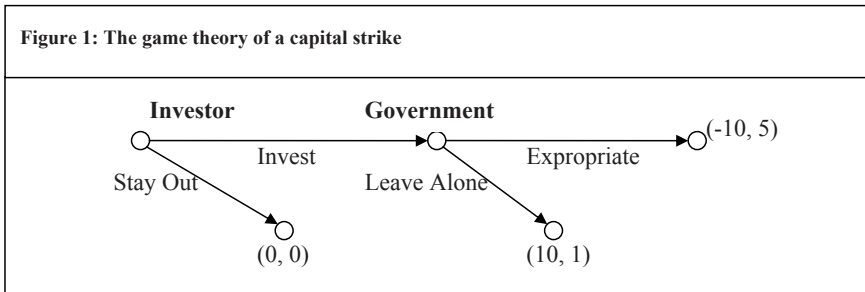 Figure 1: The game theory of a capital strike
Investor Government
(-10, 5)
Invest Expropriate
Stay Out Leave Alone
(0, 0) (10, 1)